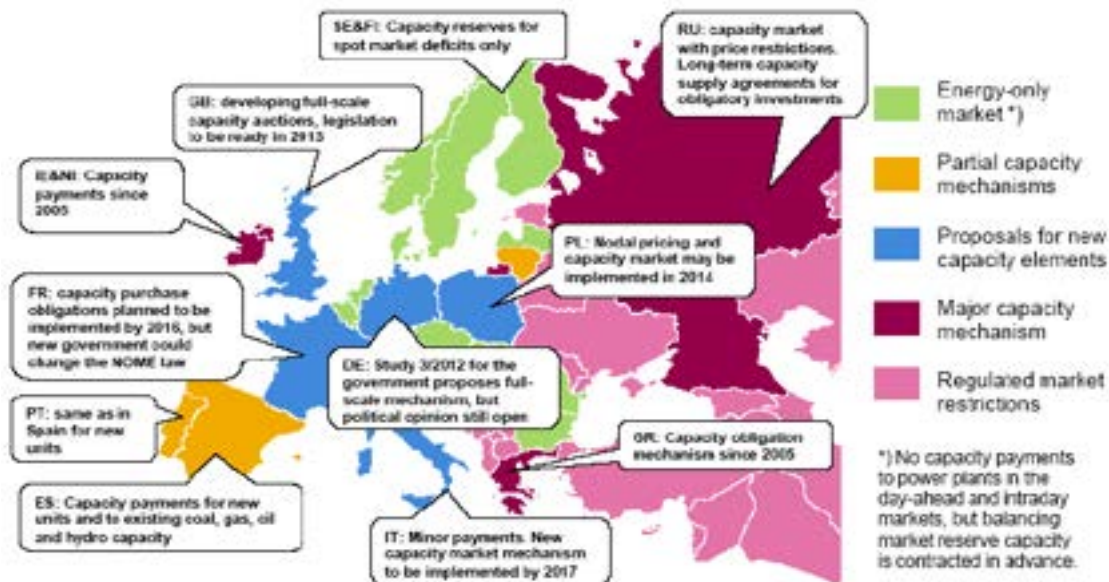 SE&FI: Capacity reserves for
spot market deficits only
RU: capacity market
with price restrictions.
Long-term capacity
supply agreements for
obligatory investments
GB: developing full-scale
capacity auctions, legislation
to be ready in 2013
IE&NI: Capacity
payments since
2005
PL: Nodal pricing and
capacity market may be
implemented in 2014
FR: capacity purchase
obligations planned to be
implemented by 2016, but
new government could
change the NOME law
DE: Study 3/2012 for the
government proposes full-
scale mechanism, but
political opinion still open
PT: same as in
Spain for new
units
GR: Capacity obligation
mechanism since 2005
ES: Capacity payments for new
units and to existing coal, gas, oil
and hydro capacity
IT: Minor payments. New
capacity market mechanism
to be implemented by 2017
Energy-only
market *)
Partial capacity
mechanisms
Proposals for new
capacity elements
Major capacity
mechanism
Regulated market
restrictions
*) No capacity payments
to power plants in the
day-ahead and intraday
markets, but balancing
market reserve capacity
is contracted in advance.